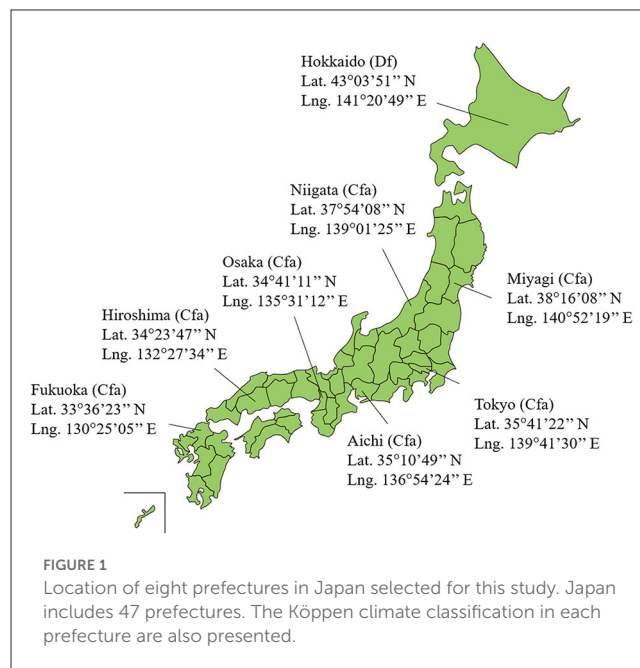 Hokkaido (Df)
Lat. 43°03’51’’ N
Lng. 141°20’49’’ E
Niigata (Cfa)
Lat. 37°54’08’’ N
Lng. 139°01’25’’ E
Osaka (Cfa)
Lat. 34°41’11’’ N
Lng. 135°31’12’’ E
Miyagi (Cfa)
Lat. 38°16’08’’ N
Lng. 140°52’19’’ E
Hiroshima (Cfa)
Lat. 34°23’47’’ N
Lng. 132°27’34’’ E
Fukuoka (Cfa)
Lat. 33°36’23’’ N
Lng. 130°25’05’’ E
Tokyo (Cfa)
Lat. 35°41’22’’ N
Lng. 139°41’30’’ E
Aichi (Cfa)
Lat. 35°10’49’’ N
Lng. 136°54’24’’ E
FIGURE 1
Location of eight prefectures in Japan selected for this study. Japan
includes 47 prefectures. The Köppen climate classification in each
prefecture are also presented.